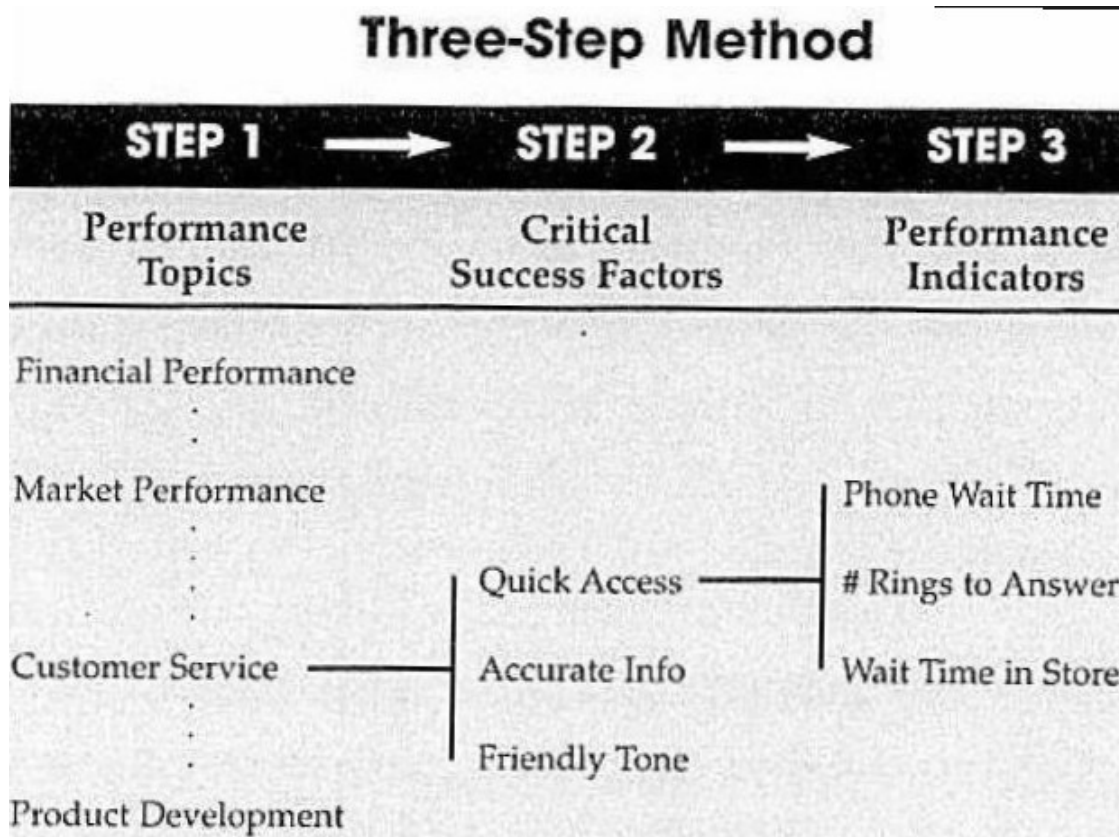 Three-Step Method
STEP 1 STEP 2 STEP 3
Performance Topics
Critical Success Factors
Performance Indicators
Financial Performance
Market Performance
Customer Service
Product Development
Quick Access
Accurate Info
Friendly Tone
Phone Wait Time
# Rings to Answer
Wait Time in Store